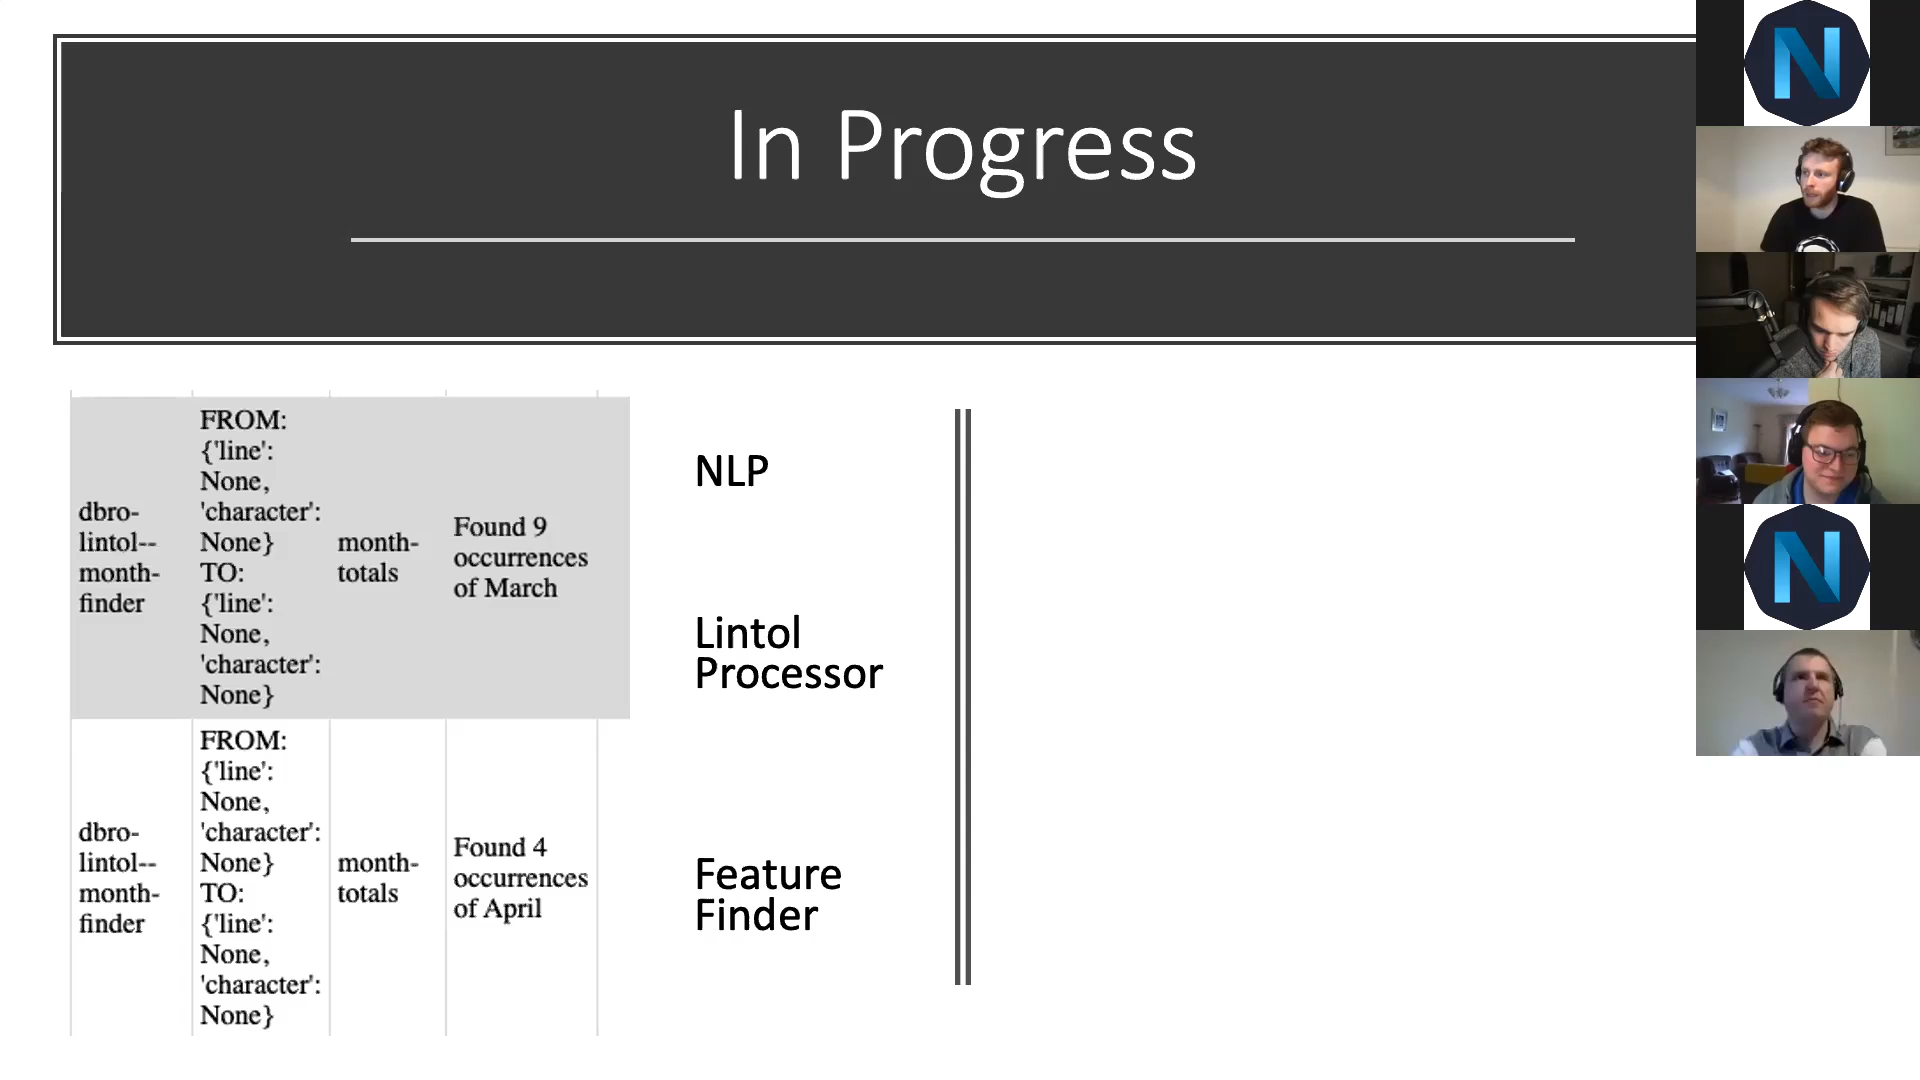 In Progress
FROM:
{'line':
None,
'character':
None}
TO:
{'line':
None,
'character':
None}
dbro-
lintol--
month-
finder
month-
totals
Found 9
occurrences
of March
FROM:
{'line':
None,
'character':
None}
TO:
{'line':
None,
'character':
None}
dbro-
lintol--
month-
finder
month-
totals
Found 4
occurrences
of April
NLP
Lintol
Processor
Feature
Finder
N
N